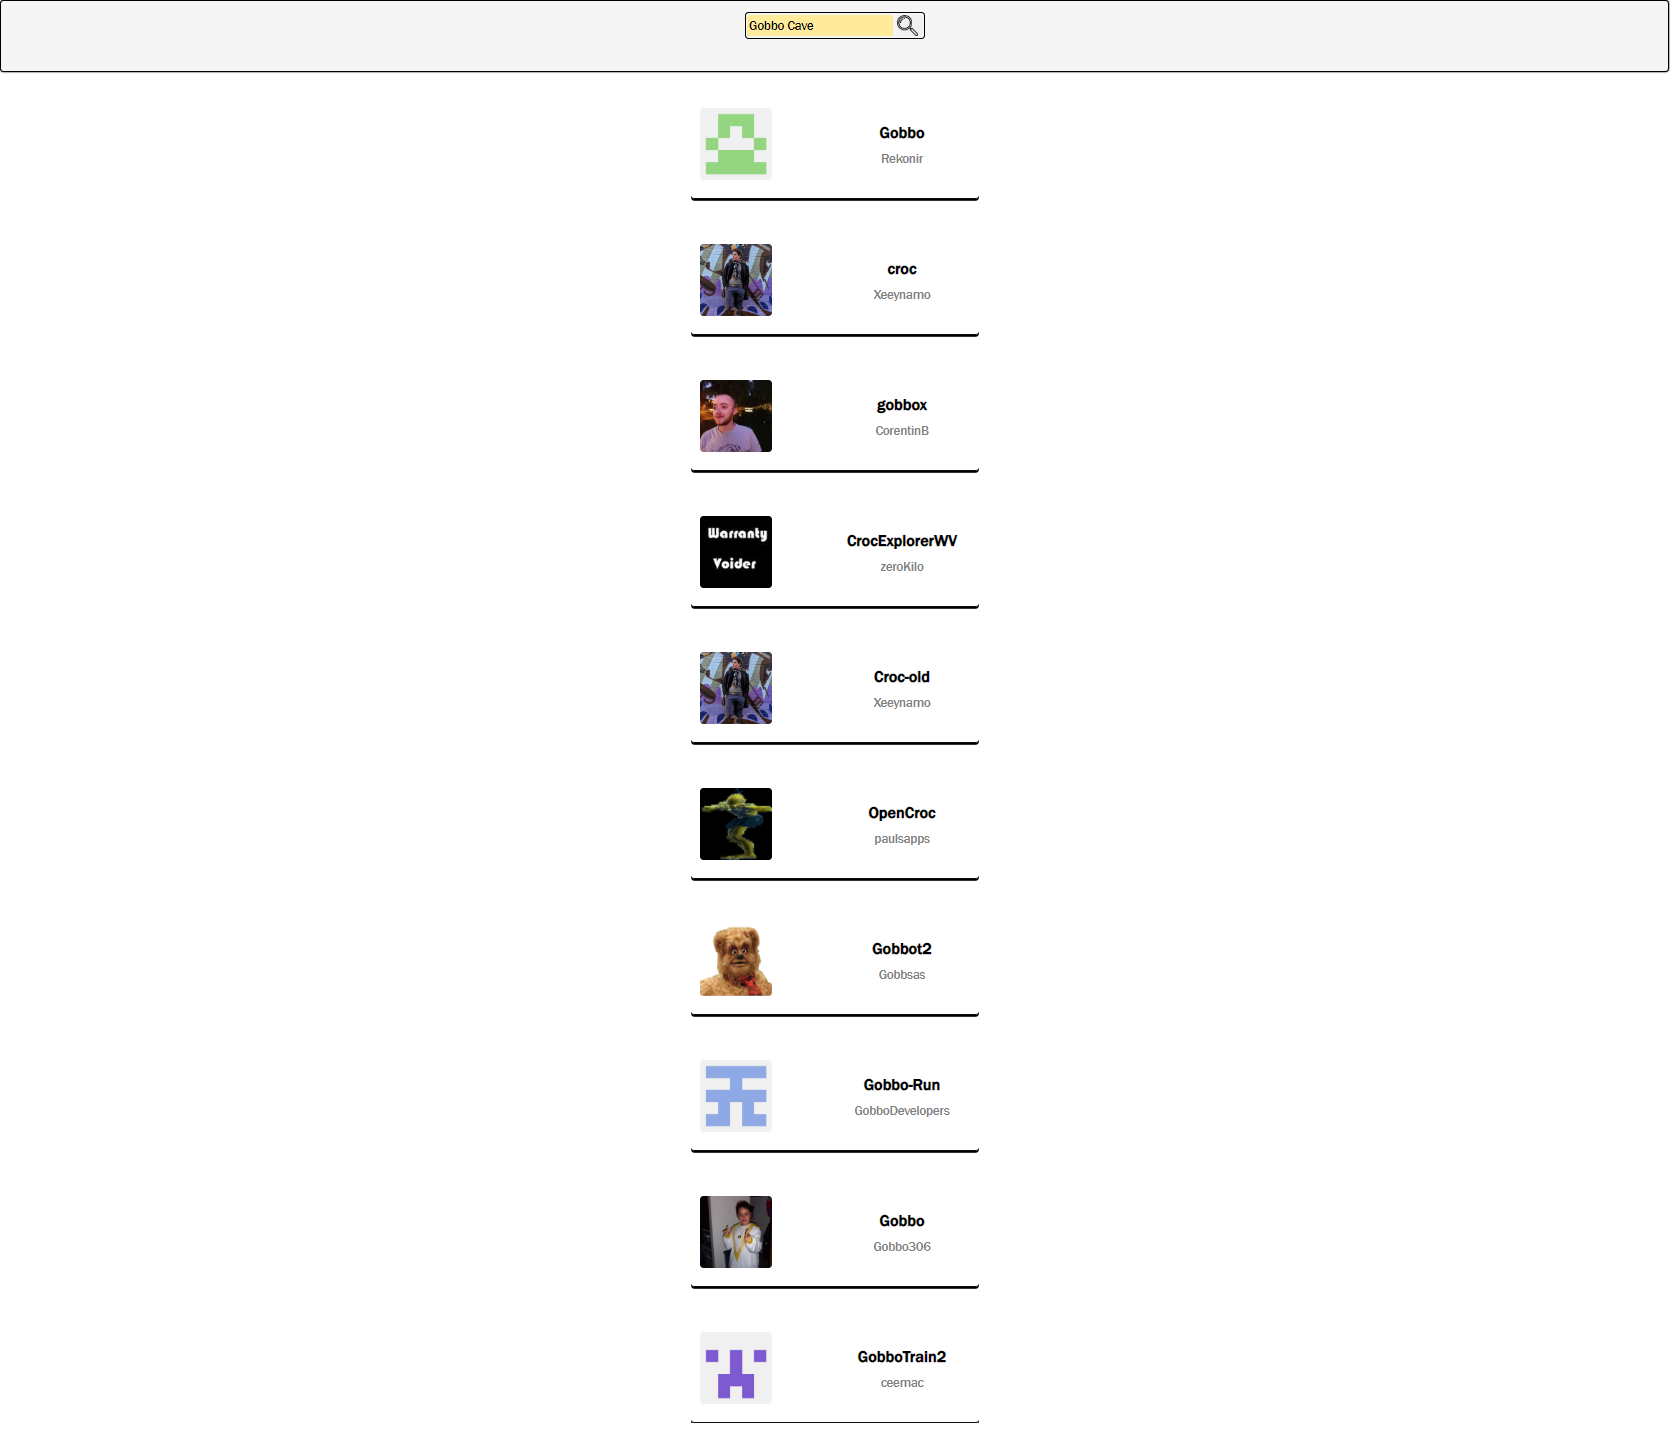 Gobbo Cave
Gobbo
Rekonir
croc
Xeeynamo
gobbox
CorentinB
Warranty
Voider
CrocExplorerWV
zeroKilo
Croc-old
Xeeynamo
OpenCroc
paulsapps
Gobbot2
Gobbsas
Gobbo-Run
GobboDevelopers
Gobbo
Gobbo306
GobboTrain2
ceemac